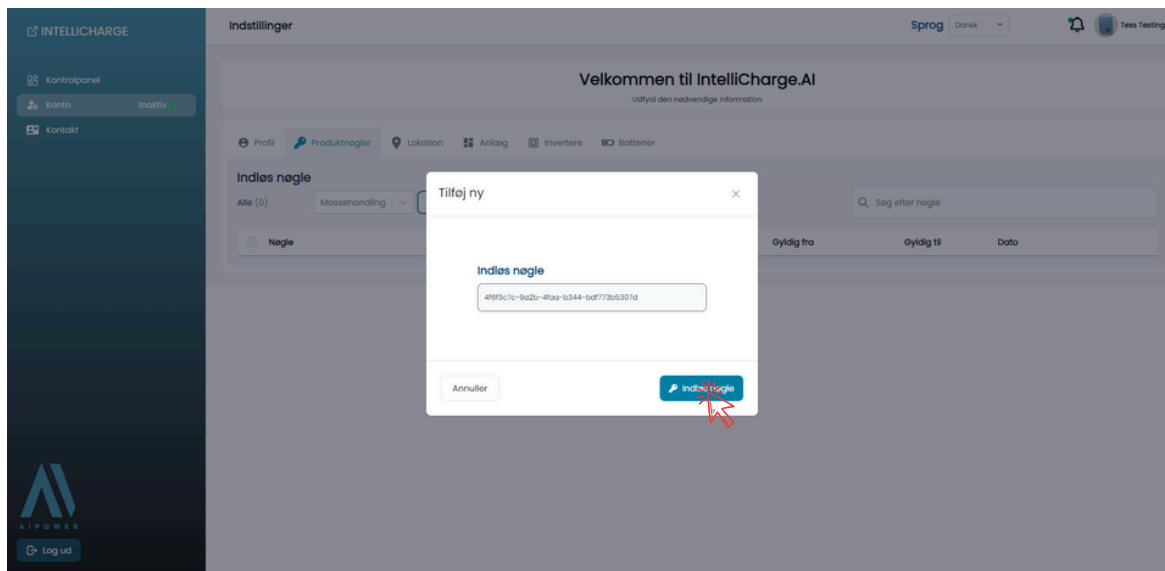 INTELLICHARGE
Kontrolpanel
Konto Inaktiv
Kontakt
AIPOWER
Log ud
Indstillinger
Sprog Dansk
Tess Testing
Velkommen til IntelliCharge.AI
Udfyld den nødvendige information
Profil Produktnøgler Lokation Anlæg Invertere Batterier
Indløs nøgle
Alle (0) Massehandling Søg efter nøgle
Nøgle Gyldig fra Gyldig til Dato
Tilføj ny
Indløs nøgle
4f6f3c7c-9a2b-4faa-b344-bdf773b5307d
Annuller Indløs nøgle